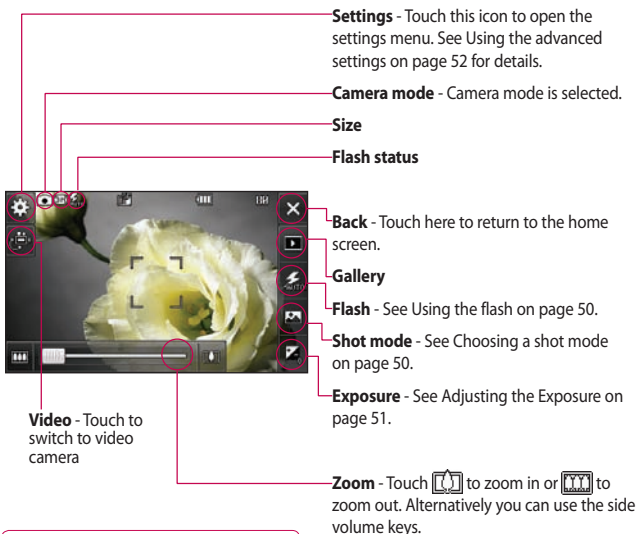 Settings - Touch this icon to open the
settings menu. See Using the advanced
settings on page 52 for details.
Camera mode - Camera mode is selected.
Size
Flash status
Back - Touch here to return to the home
screen.
Gallery
Flash - See Using the flash on page 50.
Shot mode - See Choosing a shot mode
on page 50.
Exposure - See Adjusting the Exposure on
page 51.
Video - Touch to
switch to video
camera
Zoom - Touch to zoom in or to
zoom out. Alternatively you can use the side
volume keys.
AUTO